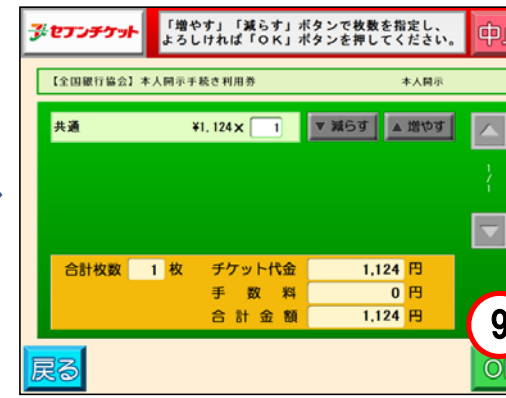 セブンチケット
「増やす」「減らす」ボタンで枚数を指定し、
よろしければ「OK」ボタンを押してください。
【全国銀行協会】本人開示手続き利用券 本人開示
共通 ¥1,124× 1 ▼ 減らす ▲ 増やす
1/1
合計枚数 1 枚 チケット代金 1,124 円
手数料 0 円
合計金額 1,124 円
9
戻る